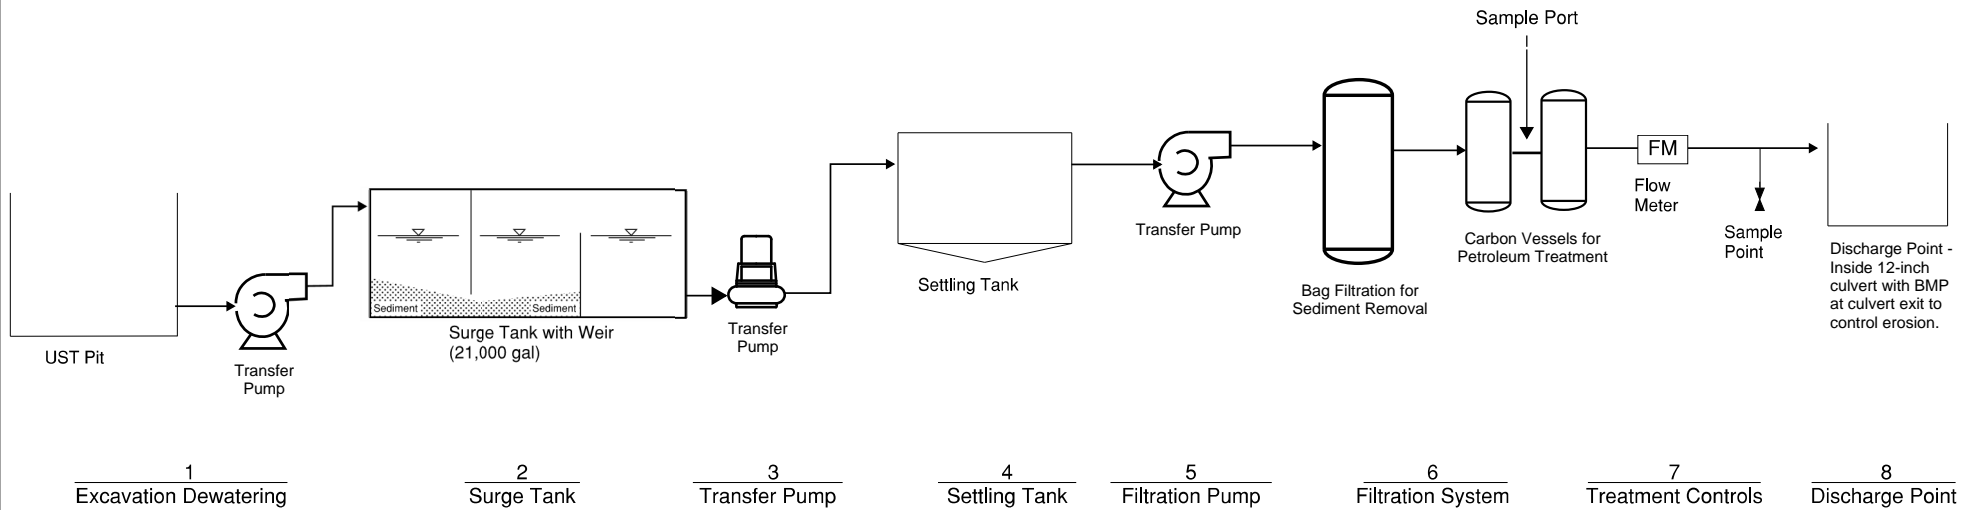 Sample Port
FM
Flow
Meter
Sample
Point
Transfer Pump
Carbon Vessels for
Petroleum Treatment
Discharge Point -
Inside 12-inch
culvert with BMP
at culvert exit to
control erosion.
Settling Tank
Bag Filtration for
Sediment Removal
Sediment
Sediment
Surge Tank with Weir
(21,000 gal)
Transfer
Pump
UST Pit
Transfer
Pump
1
Excavation Dewatering
2
Surge Tank
3
Transfer Pump
4
Settling Tank
5
Filtration Pump
6
Filtration System
7
Treatment Controls
8
Discharge Point